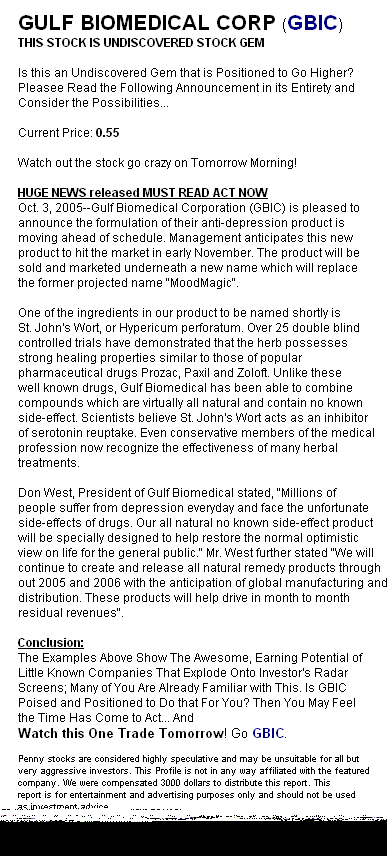 GULF BIOMEDICAL CORP (GBIC)
THIS STOCK IS UNDISCOVERED STOCK GEM
Is this an Undiscovered Gem that is Positioned to Go Higher?
Pleasee Read the Following Announcement in its Entirety and
Consider the Possibilities...
Current Price: 0.55
Watch out the stock go crazy on Tomorrow Morning!
HUGE NEWS released MUST READ ACT NOW
Oct. 3, 2005--Gulf Biomedical Corporation (GBIC) is pleased to
announce the formulation of their anti-depression product is
moving ahead of schedule. Management anticipates this new
product to hit the market in early November. The product will be
sold and marketed underneath a new name which will replace
the former projected name "MoodMagic".
One of the ingredients in our product to be named shortly is
St. John's Wort, or Hypericum perforatum. Over 25 double blind
controlled trials have demonstrated that the herb possesses
strong healing properties similar to those of popular
pharmaceutical drugs Prozac, Paxil and Zoloft. Unlike these
well known drugs, Gulf Biomedical has been able to combine
compounds which are virtually all natural and contain no known
side-effect. Scientists believe St. John's Wort acts as an inhibitor
of serotonin reuptake. Even conservative members of the medical
profession now recognize the effectiveness of many herbal
treatments.
Don West, President of Gulf Biomedical stated, "Millions of
people suffer from depression everyday and face the unfortunate
side-effects of drugs. Our all natural no known side-effect product
will be specially designed to help restore the normal optimistic
view on life for the general public." Mr. West further stated "We will
continue to create and release all natural remedy products through
out 2005 and 2006 with the anticipation of global manufacturing and
distribution. These products will help drive in month to month
residual revenues".
Conclusion:
The Examples Above Show The Awesome, Earning Potential of
Little Known Companies That Explode Onto Investor's Radar
Screens; Many of You Are Already Familiar with This. Is GBIC
Poised and Positioned to Do that For You? Then You May Feel
the Time Has Come to Act... And
Watch this One Trade Tomorrow! Go GBIC.
Penny stocks are considered highly speculative and may be unsuitable for all but
very aggressive investors. This Profile is not in any way affiliated with the featured
company. We were compensated 3000 dollars to distribute this report. This
report is for entertainment and advertising purposes only and should not be used
as investment advice